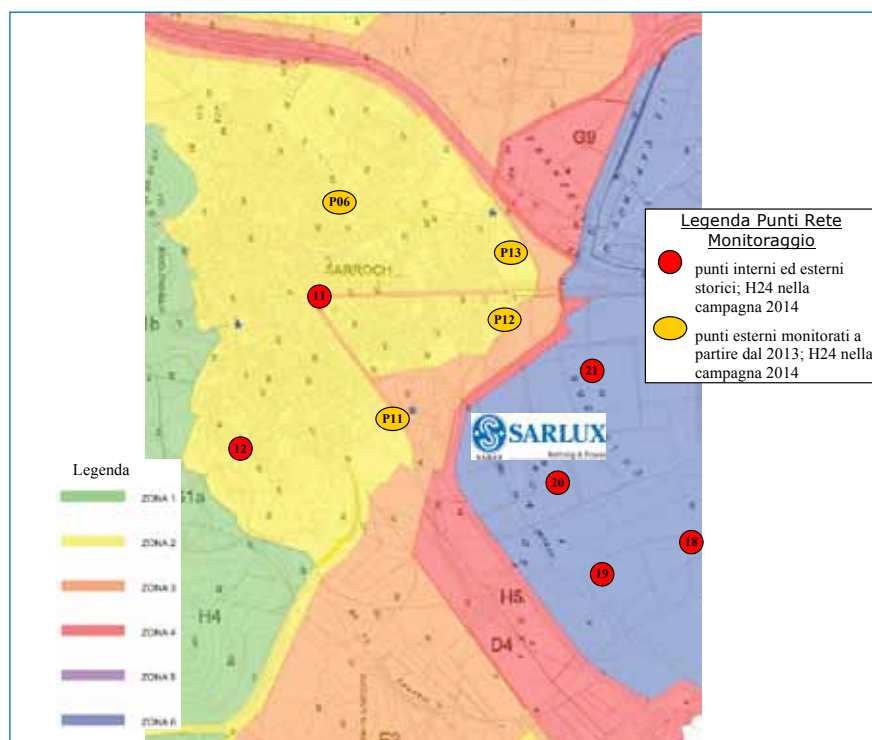 G9
P06
P13
SARROCH
11
P12
21
P11
12
SARLUX
SARAS
20
18
19
H5
D4
H4
Legenda Punti Rete
Monitoraggio
punti interni ed esterni
storici; H24 nella
campagna 2014
punti esterni monitorati a
partire dal 2013; H24 nella
campagna 2014
Legenda
ZONA 1
ZONA 2
ZONA 3
ZONA 4
ZONA 5
ZONA 6